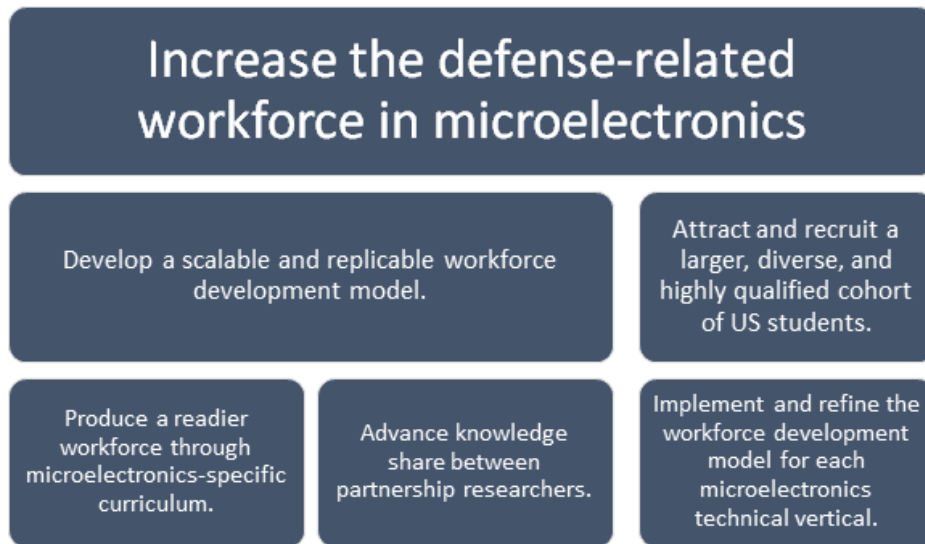 Increase the defense-related
workforce in microelectronics
Develop a scalable and replicable workforce
development model.
Attract and recruit a
larger, diverse, and
highly qualified cohort
of US students.
Produce a readier
workforce through
microelectronics-specific
curriculum.
Advance knowledge
share between
partnership researchers.
Implement and refine the
workforce development
model for each
microelectronics
technical vertical.